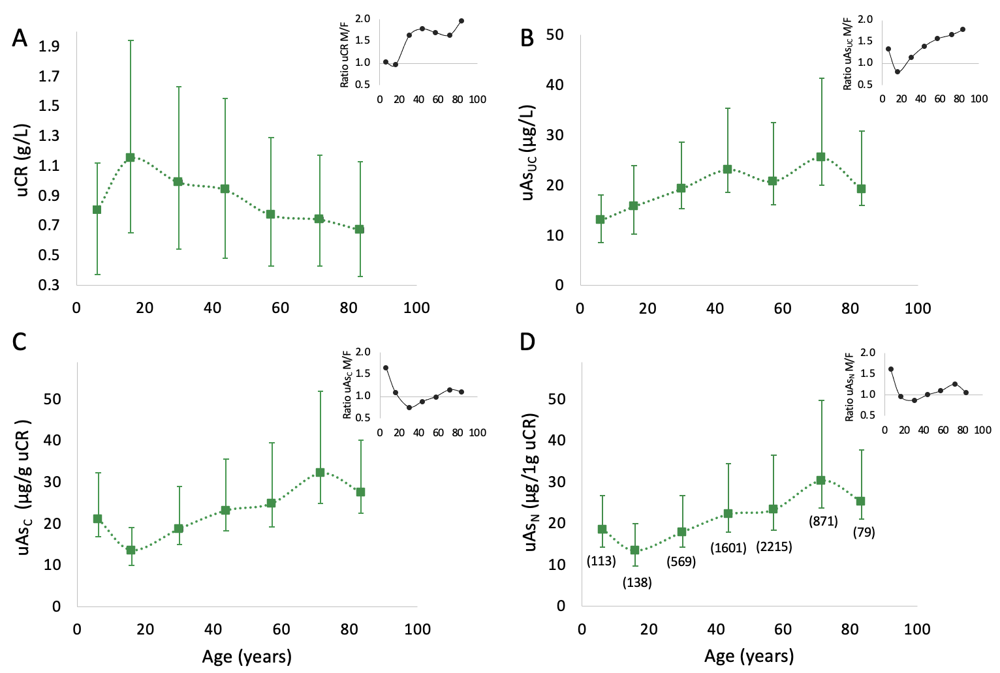 A
uCR (g/L)
1.9
1.7
1.5
1.3
1.1
0.9
0.7
0.5
0.3
0 20 40 60 80 100
Ratio uCR M/F
2.0
1.5
1.0
0.5
0 20 40 60 80 100
B
uAsUC (µg/L)
50
40
30
20
10
0
0 20 40 60 80 100
Ratio uAsUC M/F
2.0
1.5
1.0
0.5
0 20 40 60 80 100
C
uAsC (µg/g uCR )
50
40
30
20
10
0
0 20 40 60 80 100
Age (years)
Ratio uAsC M/F
2.0
1.5
1.0
0.5
0 20 40 60 80 100
D
uAsN (µg/1g uCR)
50
40
30
20
10
0
(113)
(138)
(569)
(1601)
(2215)
(871)
(79)
0 20 40 60 80 100
Age (years)
Ratio uAsN M/F
2.0
1.5
1.0
0.5
0 20 40 60 80 100